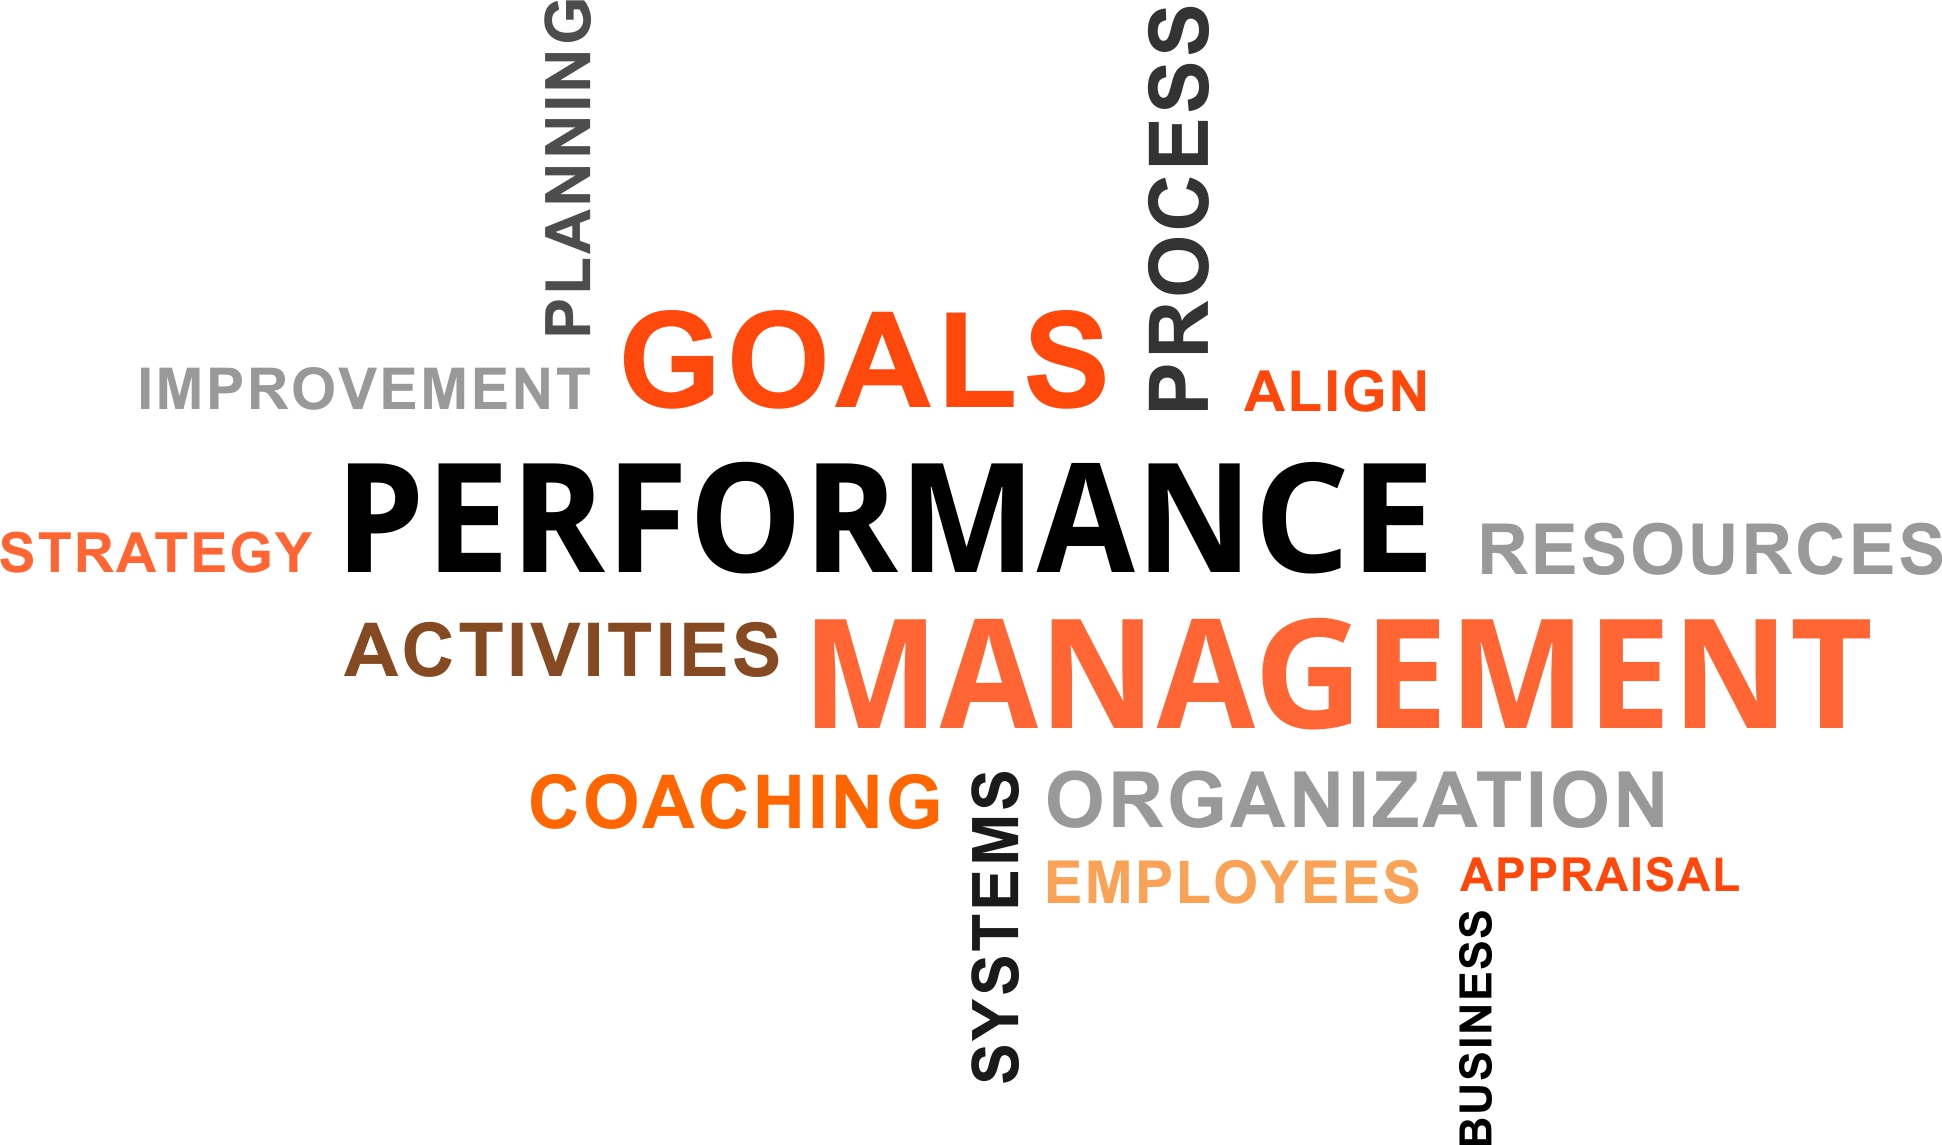 PLANNING
PROCESS
IMPROVEMENT
GOALS
ALIGN
STRATEGY
PERFORMANCE
RESOURCES
ACTIVITIES
MANAGEMENT
COACHING
SYSTEMS
ORGANIZATION
EMPLOYEES
APPRAISAL
BUSINESS